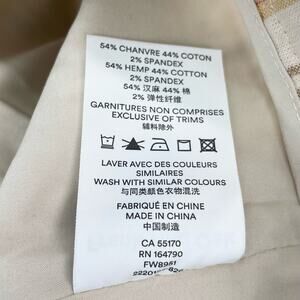 54% CHANVRE 44% COTON
2% SPANDEX
54% HEMP 44% COTTON
2% SPANDEX
54% 汉麻 44% 棉
2% 弹性纤维
GARNITURES NON COMPRISES
EXCLUSIVE OF TRIMS
辅料除外
LAVER AVEC DES COULEURS
SIMILAIRES
WASH WITH SIMILAR COLOURS
与同类颜色衣物混洗
FABRIQUÉ EN CHINE
MADE IN CHINA
中国制造
CA 55170
RN 164790
FW8951